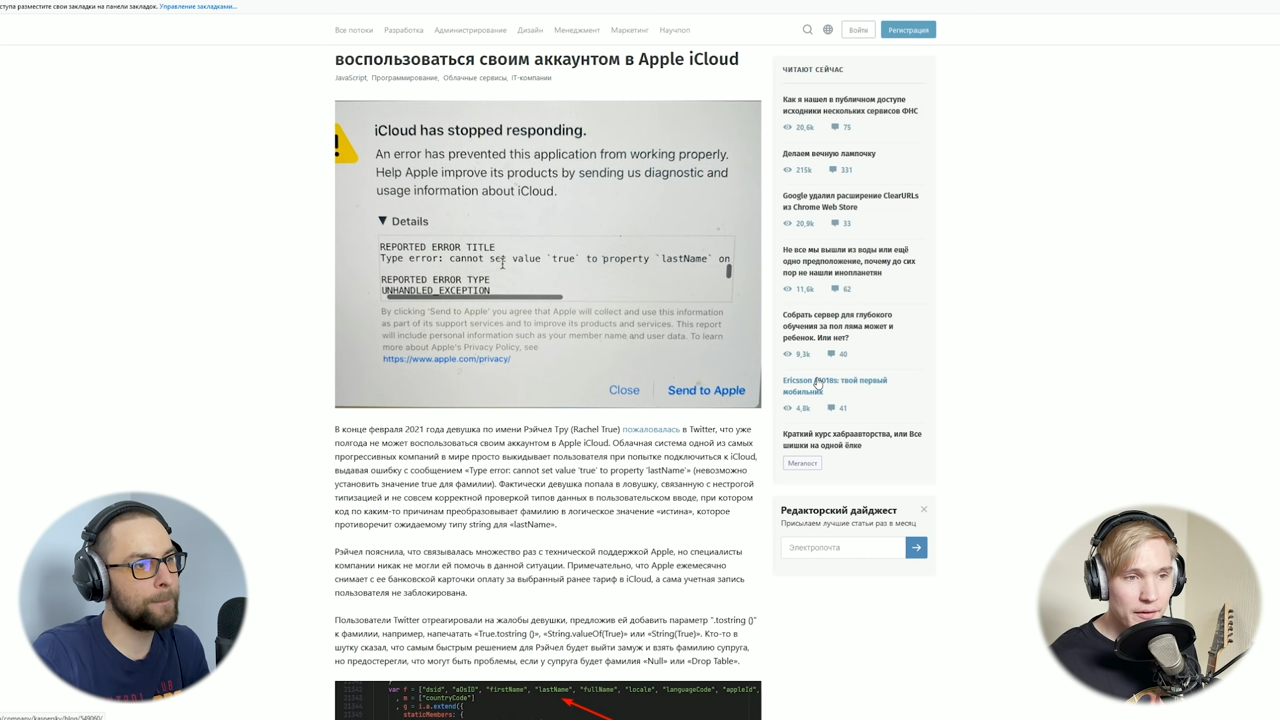 ступа разместите свои закладки на панели закладок. Управление закладками...
Все потоки Разработка Администрирование Дизайн Менеджмент Маркетинг Научпоп
Войти
Регистрация
воспользоваться своим аккаунтом в Apple iCloud
JavaScript, Программирование, Облачные сервисы, IT-компании
iCloud has stopped responding.
An error has prevented this application from working properly.
Help Apple improve its products by sending us diagnostic and
usage information about iCloud.
Details
REPORTED ERROR TITLE
Type error: cannot set value `true` to property `lastName` on
REPORTED ERROR TYPE
UNHANDLED_EXCEPTION
By clicking 'Send to Apple' you agree that Apple will collect and use this information
as part of its support services and to improve its products and services. This report
will include personal information such as your member name and user data. To learn
more about Apple's Privacy Policy, see
https://www.apple.com/privacy/
Close
Send to Apple
В конце февраля 2021 года девушка по имени Рэйчел Тру (Rachel True) пожаловалась в Twitter, что уже
полгода не может воспользоваться своим аккаунтом в Apple iCloud. Облачная система одной из самых
прогрессивных компаний в мире просто выкидывает пользователя при попытке подключиться к iCloud,
выдавая ошибку с сообщением «Type error: cannot set value `true` to property `lastName`» (невозможно
установить значение true для фамилии). Фактически девушка попала в ловушку, связанную с нестрогой
типизацией и не совсем корректной проверкой типов данных в пользовательском вводе, при котором
код по каким-то причинам преобразовывает фамилию в логическое значение «истина», которое
противоречит ожидаемому типу string для «lastName».
Рэйчел пояснила, что связывалась множество раз с технической поддержкой Apple, но специалисты
компании никак не могли ей помочь в данной ситуации. Примечательно, что Apple ежемесячно
снимает с ее банковской карточки оплату за выбранный ранее тариф в iCloud, а сама учетная запись
пользователя не заблокирована.
Пользователи Twitter отреагировали на жалобы девушки, предложив ей добавить параметр ".tostring ()"
к фамилии, например, напечатать «True.tostring ()», «String.valueOf(True)» или «String(True)». Кто-то в
шутку сказал, что самым быстрым решением для Рэйчел будет выйти замуж и взять фамилию супруга,
но предостерегло, что могут быть проблемы, если у супруга будет фамилия «Null» или «Drop Table».
21342 var f = ["dsid", "aDsID", "firstName", "lastName", "fullName", "locale", "languageCode", "appleId",
21343 , m = ["countryCode"]
21344 , g = i.a.extend({
21345 staticMembers: {
ЧИТАЮТ СЕЙЧАС
Как я нашел в публичном доступе
исходники нескольких сервисов ФНС
20,6k 75
Делаем вечную лампочку
215k 331
Google удалил расширение ClearURLs
из Chrome Web Store
20,9k 33
Не все мы вышли из воды или ещё
одно предположение, почему до сих
пор не нашли инопланетян
11,6k 62
Собрать сервер для глубокого
обучения за пол ляма может и
ребенок. Или нет?
9,3k 40
Ericsson твой первый
мобильник
4,8k 41
Краткий курс хабраавторства, или Все
шишки на одной ёлке
Мегапост
Редакторский дайджест
Присылаем лучшие статьи раз в месяц
Электропочта